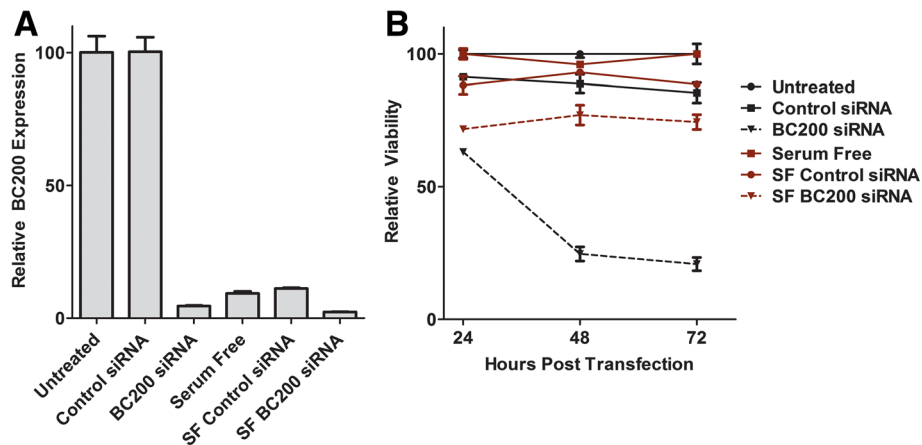 A
Relative BC200 Expression
100
50
0
Untreated
Control siRNA
BC200 siRNA
Serum Free
SF Control siRNA
SF BC200 siRNA
B
Relative Viability
100
50
0
24
48
72
Hours Post Transfection
Untreated
Control siRNA
BC200 siRNA
Serum Free
SF Control siRNA
SF BC200 siRNA